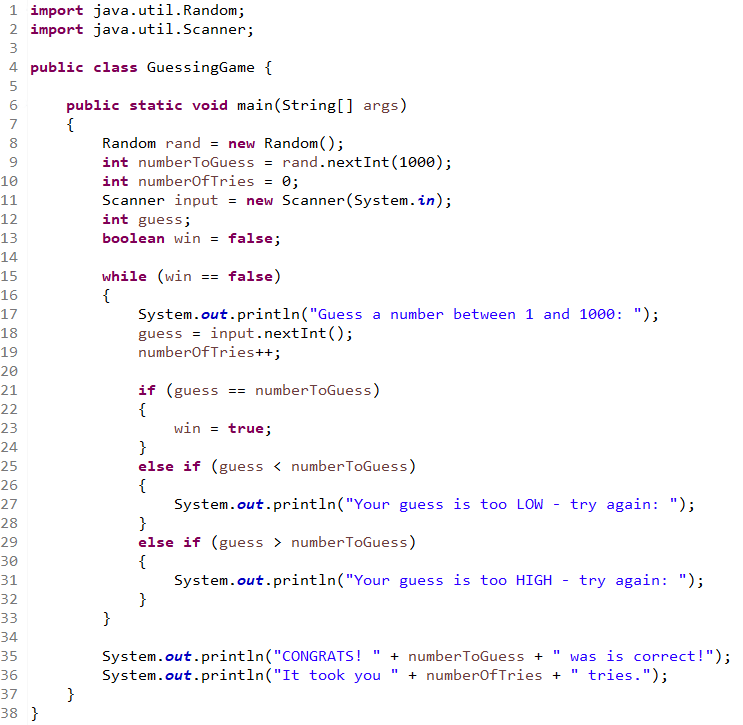 1 import java.util.Random;
2 import java.util.Scanner;
3
4 public class GuessingGame {
5
6     public static void main(String[] args)
7     {
8         Random rand = new Random();
9         int numberToGuess = rand.nextInt(1000);
10         int numberOfTries = 0;
11         Scanner input = new Scanner(System.in);
12         int guess;
13         boolean win = false;
14
15         while (win == false)
16         {
17             System.out.println("Guess a number between 1 and 1000: ");
18             guess = input.nextInt();
19             numberOfTries++;
20
21             if (guess == numberToGuess)
22             {
23                 win = true;
24             }
25             else if (guess < numberToGuess)
26             {
27                 System.out.println("Your guess is too LOW - try again: ");
28             }
29             else if (guess > numberToGuess)
30             {
31                 System.out.println("Your guess is too HIGH - try again: ");
32             }
33         }
34
35         System.out.println("CONGRATS! " + numberToGuess + " was is correct!");
36         System.out.println("It took you " + numberOfTries + " tries.");
37     }
38 }